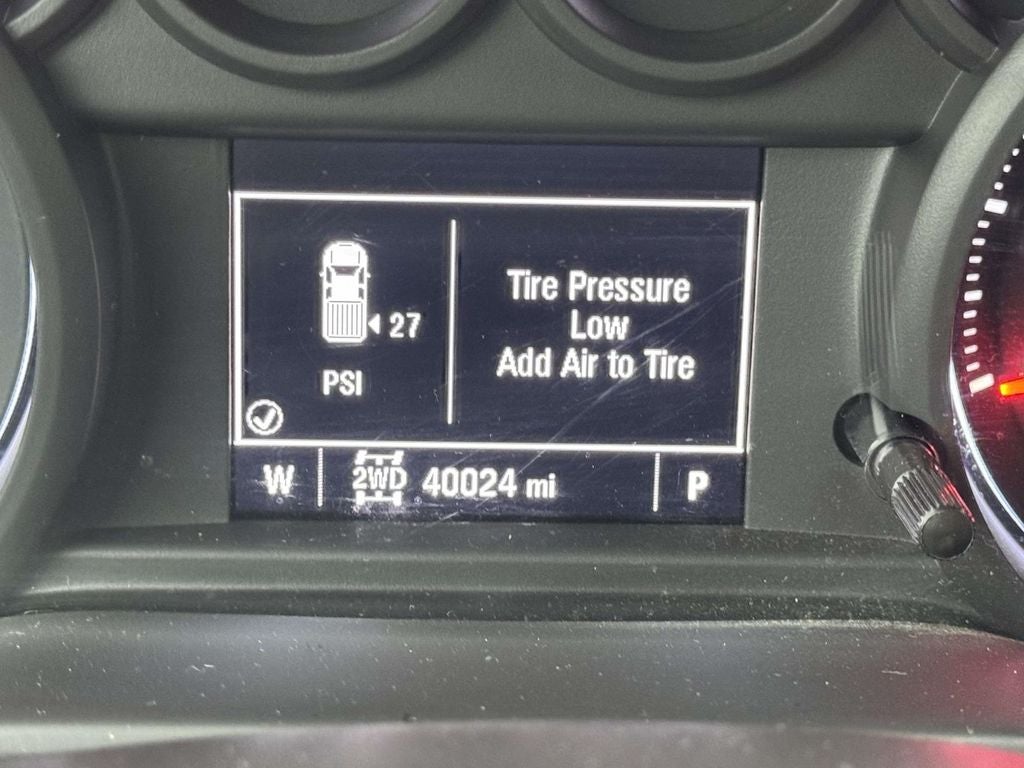 27
PSI
Tire Pressure
Low
Add Air to Tire
W 2WD 40024 mi P